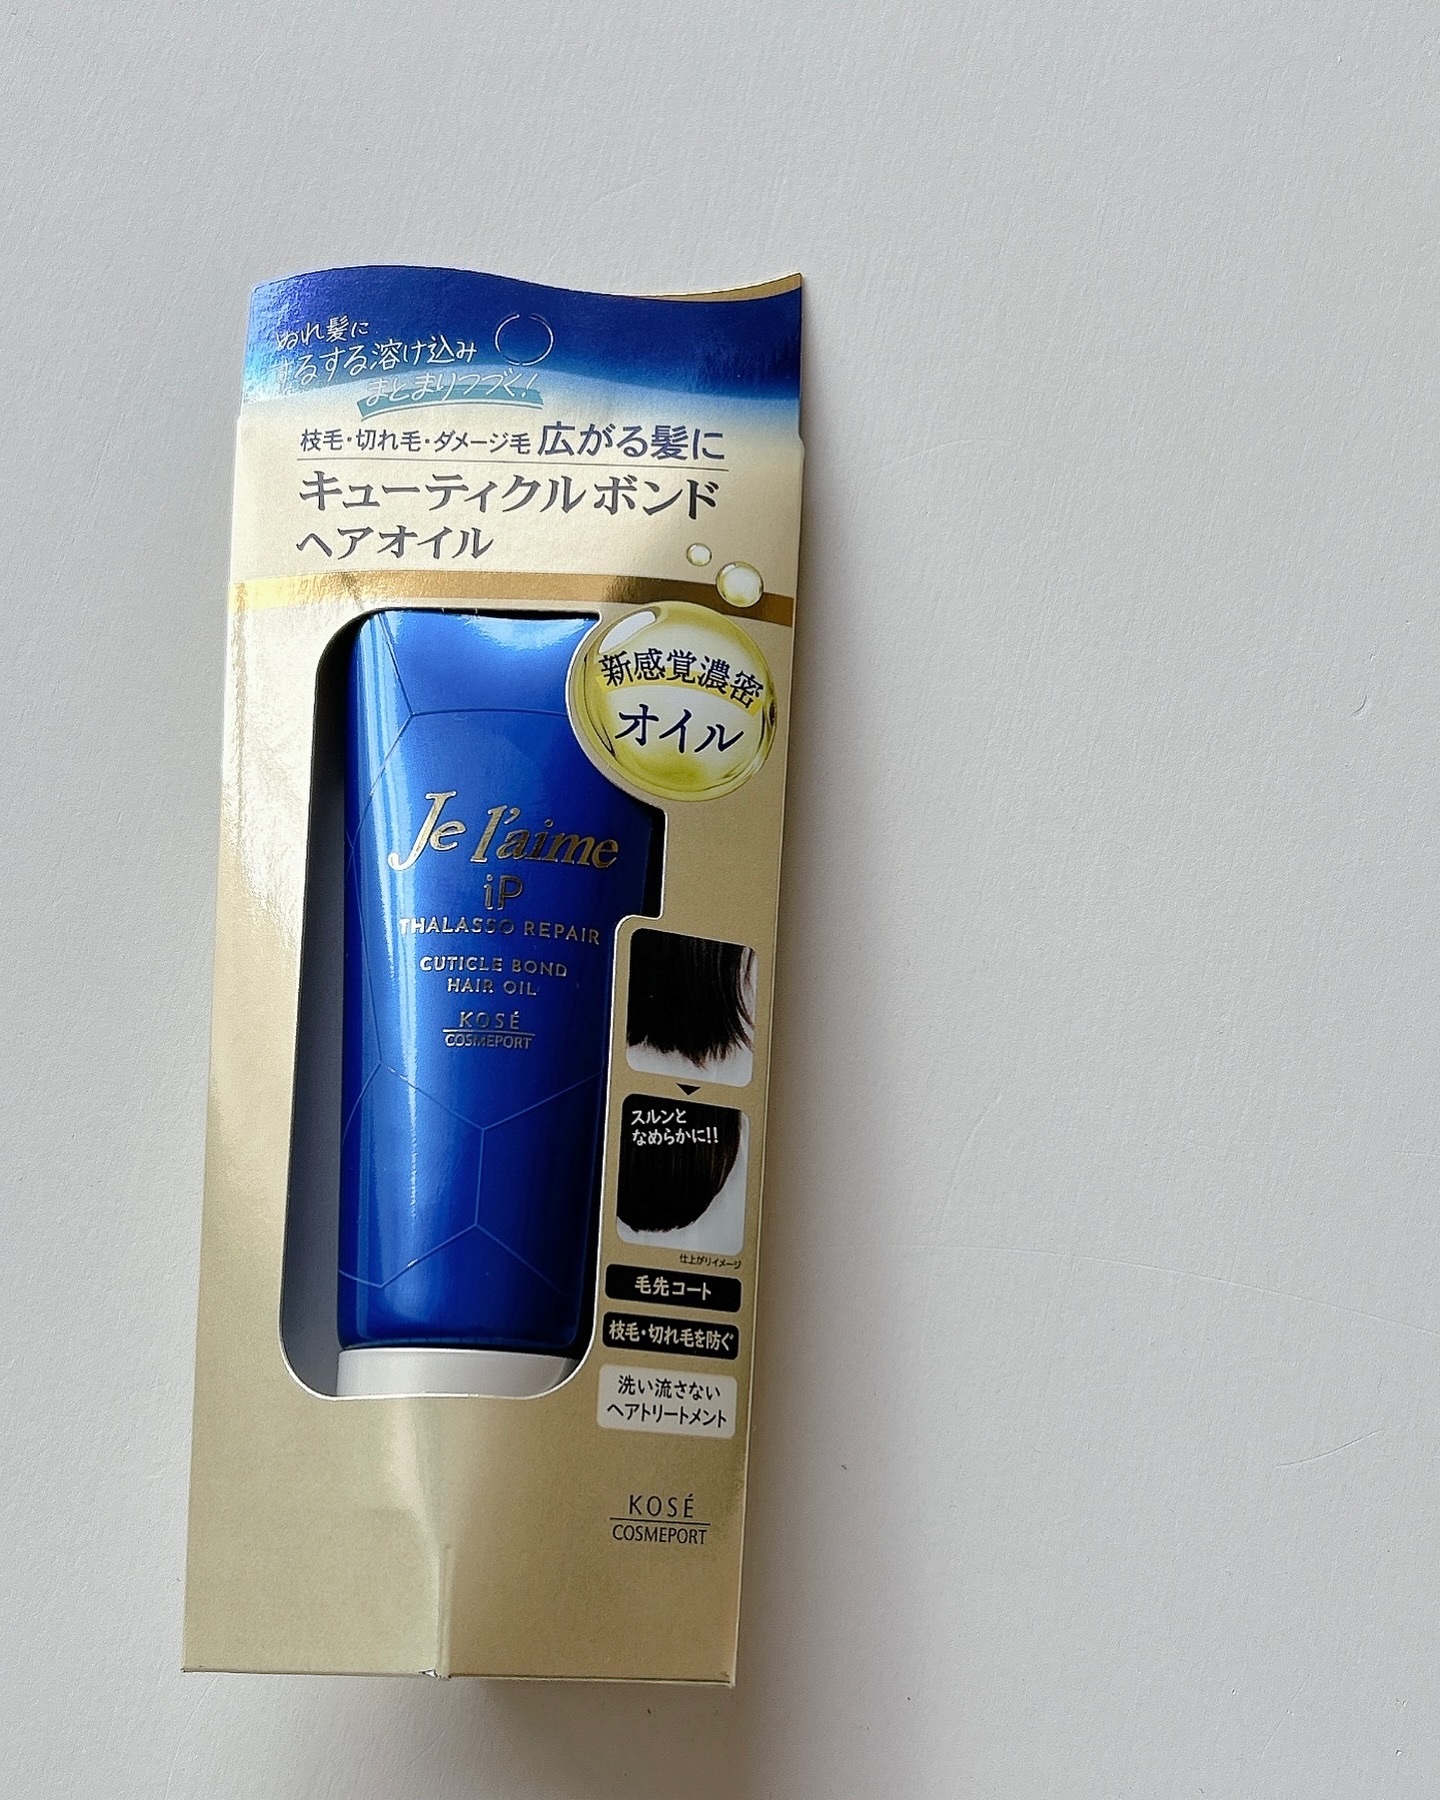 ぬれ髪に
するする溶け込み
まとまりつづく!
枝毛・切れ毛・ダメージ毛 広がる髪に
キューティクルボンド
ヘアオイル
新感覚濃密
オイル
Je l'aime
iP
THALASSO REPAIR
CUTICLE BOND
HAIR OIL
KOSÉ
COSMEPORT
スルンと
なめらかに!!
仕上がりイメージ
毛先コート
枝毛・切れ毛を防ぐ
洗い流さない
ヘアトリートメント
KOSÉ
COSMEPORT